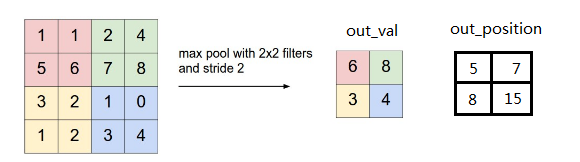 out_val
out_position
1 1 2 4
5 6 7 8
3 2 1 0
1 2 3 4
max pool with 2x2 filters
and stride 2
6 8
3 4
5 7
8 15